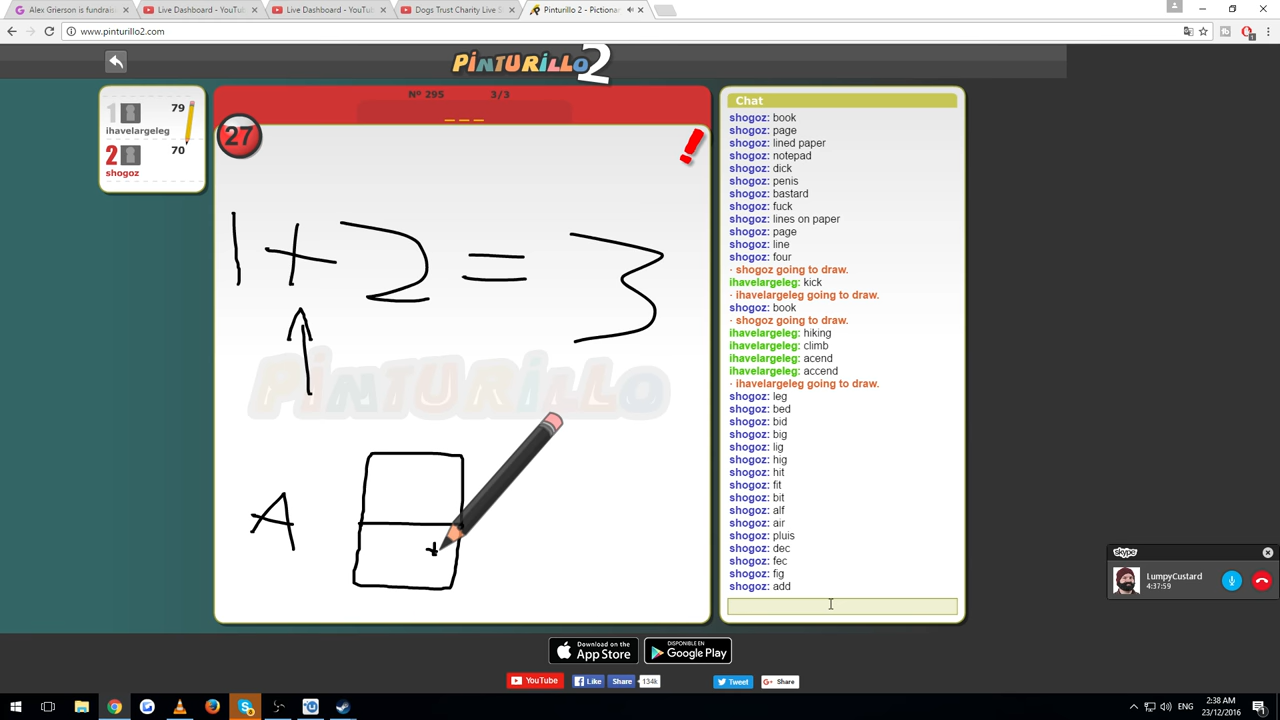 Alex Grierson is fundrais
Live Dashboard - YouTu
Live Dashboard - YouTu
Dogs Trust Charity Live S
Pinturillo 2 - Pictionar
www.pinturillo2.com
PiNTURiLLO 2
1
79
ihavelargeleg
2
70
shogoz
Nº 295
3/3
_ _ _
27
!
1+2=3
PiNTURiLLO
A
+
Chat
shogoz: book
shogoz: page
shogoz: lined paper
shogoz: notepad
shogoz: dick
shogoz: penis
shogoz: bastard
shogoz: fuck
shogoz: lines on paper
shogoz: page
shogoz: line
shogoz: four
· shogoz going to draw.
ihavelargeleg: kick
· ihavelargeleg going to draw.
shogoz: book
· shogoz going to draw.
ihavelargeleg: hiking
ihavelargeleg: climb
ihavelargeleg: acend
ihavelargeleg: accend
· ihavelargeleg going to draw.
shogoz: leg
shogoz: bed
shogoz: bid
shogoz: big
shogoz: lig
shogoz: hig
shogoz: hit
shogoz: fit
shogoz: bit
shogoz: alf
shogoz: air
shogoz: pluis
shogoz: dec
shogoz: fec
shogoz: fig
shogoz: add
skype
LumpyCustard
4:37:59
Download on the
App Store
DISPONIBLE EN
Google Play
YouTube
Like
Share
134k
Tweet
G+ Share
ENG
2:38 AM
23/12/2016